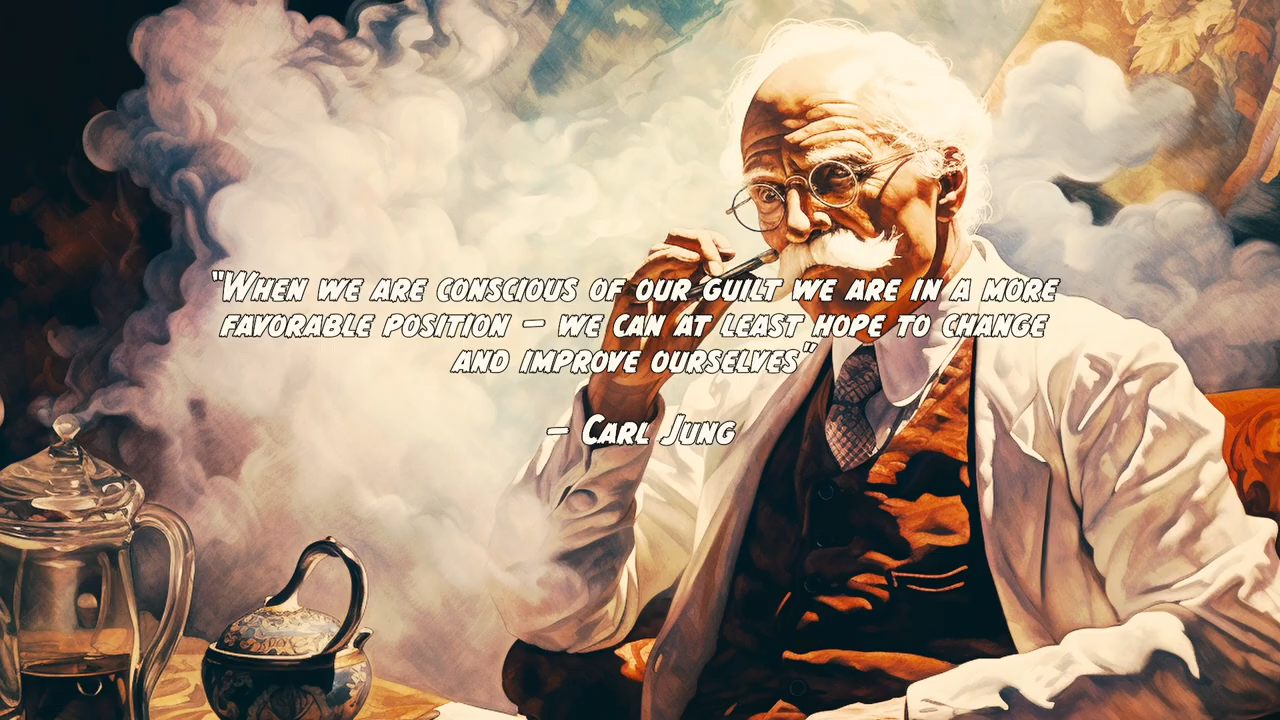 “When we are conscious of our guilt we are in a more
favorable position – we can at least hope to change
and improve ourselves”
– Carl Jung